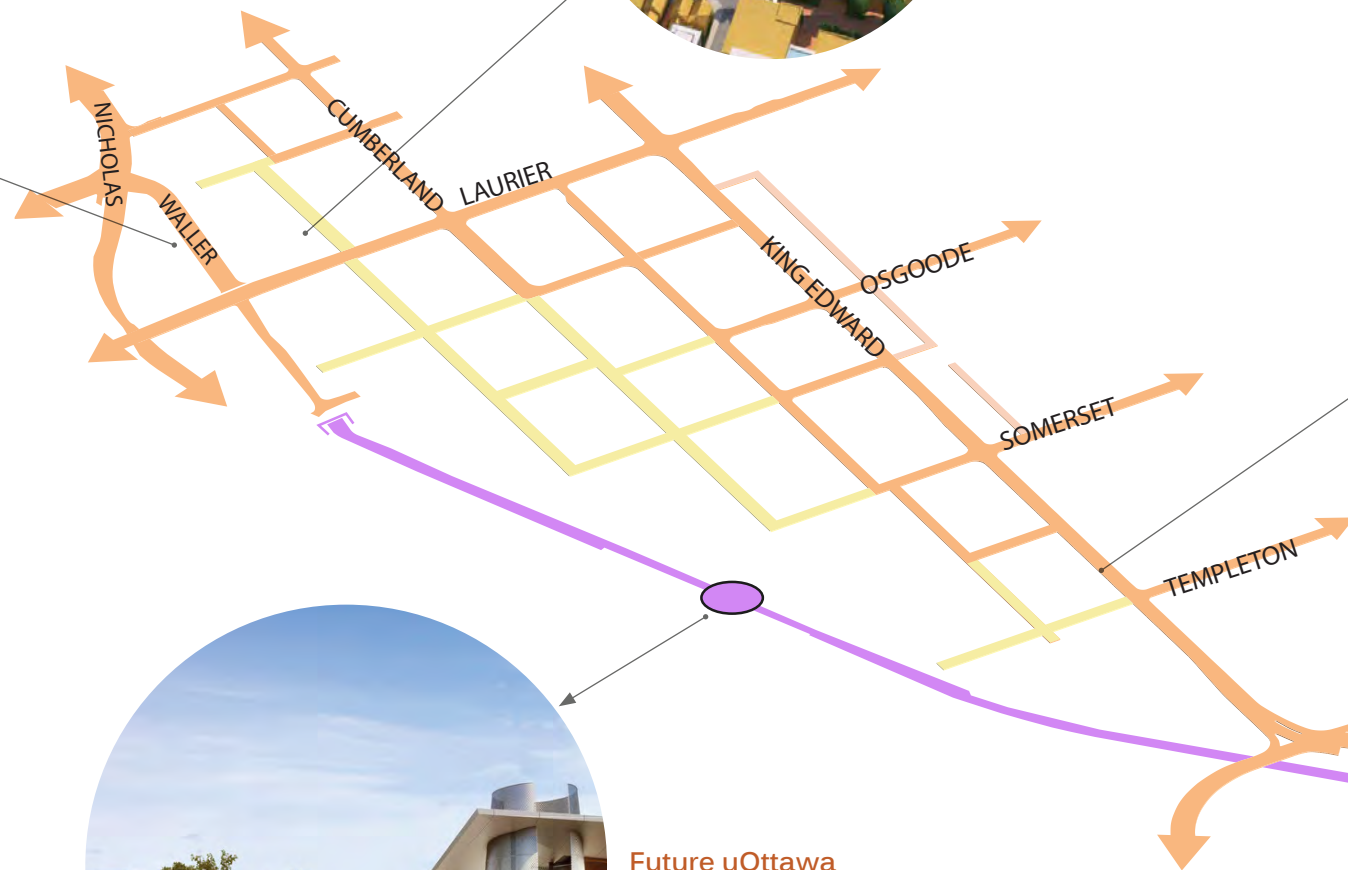 NICHOLAS
CUMBERLAND
LAURIER
WALLER
KING EDWARD
OSGOODE
SOMERSET
TEMPLETON
Future uOttawa